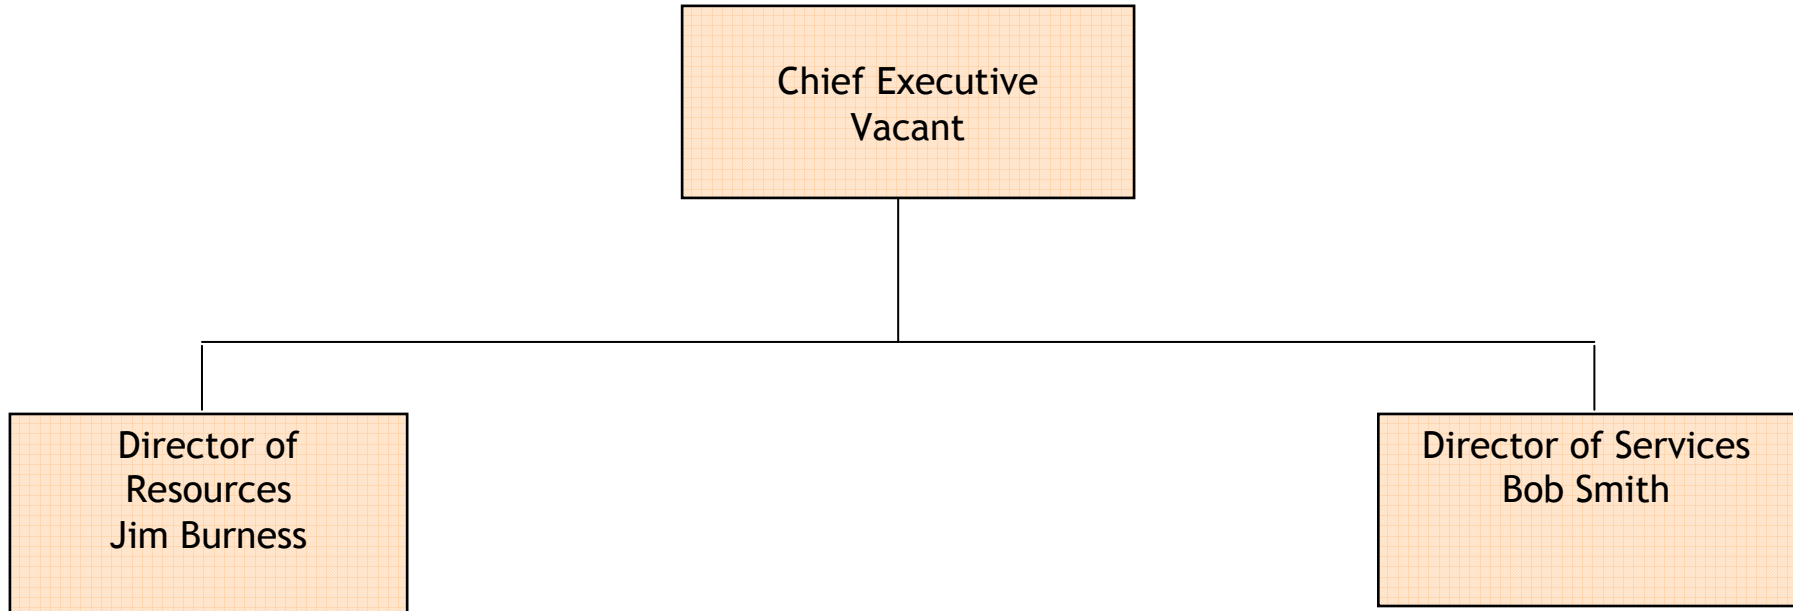 Chief Executive
Vacant
Director of
Resources
Jim Burness
Director of Services
Bob Smith